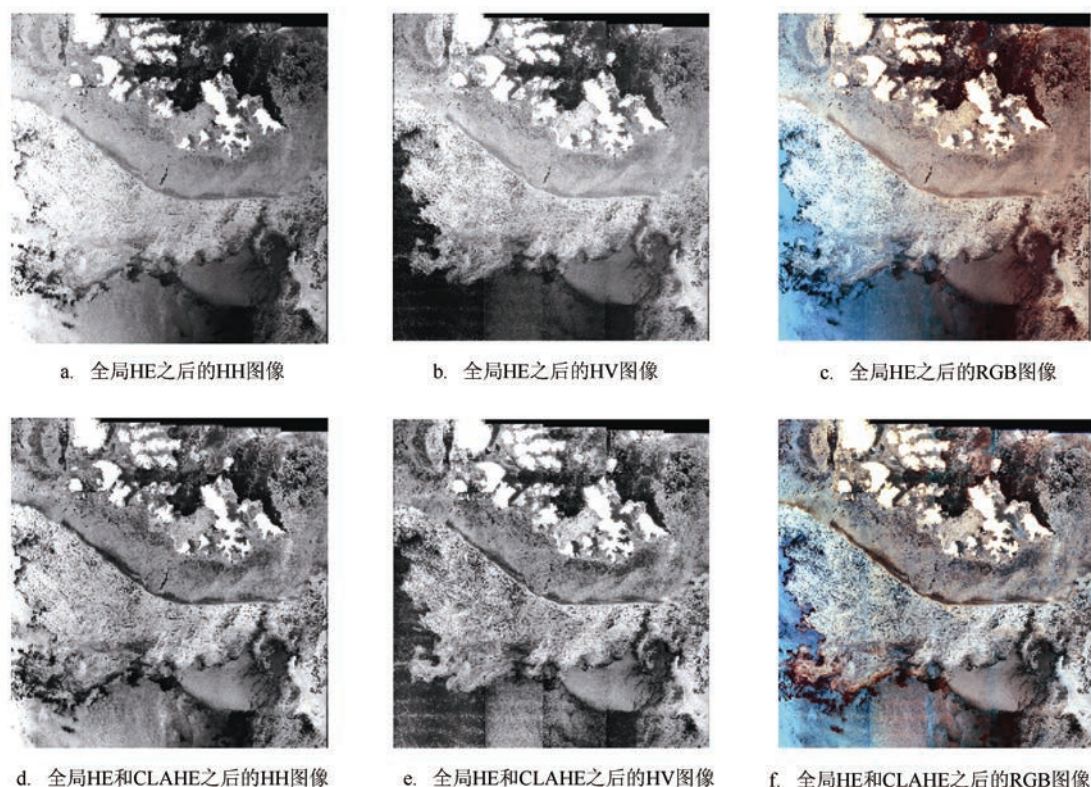 a. 全局HE之后的HH图像
b. 全局HE之后的HV图像
c. 全局HE之后的RGB图像
d. 全局HE和CLAHE之后的HH图像
e. 全局HE和CLAHE之后的HV图像
f. 全局HE和CLAHE之后的RGB图像